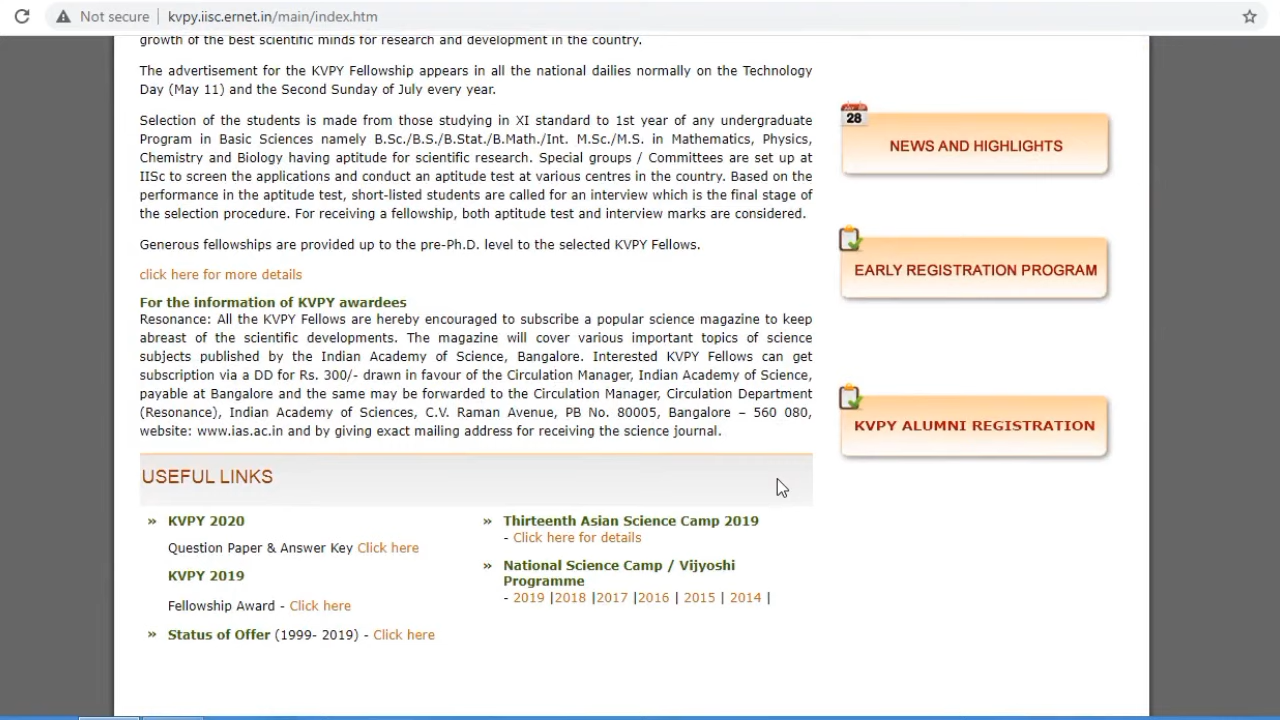 Not secure | kvpy.iisc.ernet.in/main/index.htm
growth of the best scientific minds for research and development in the country.
The advertisement for the KVPY Fellowship appears in all the national dailies normally on the Technology
Day (May 11) and the Second Sunday of July every year.
Selection of the students is made from those studying in XI standard to 1st year of any undergraduate
Program in Basic Sciences namely B.Sc./B.S./B.Stat./B.Math./Int. M.Sc./M.S. in Mathematics, Physics,
Chemistry and Biology having aptitude for scientific research. Special groups / Committees are set up at
IISc to screen the applications and conduct an aptitude test at various centres in the country. Based on the
performance in the aptitude test, short-listed students are called for an interview which is the final stage of
the selection procedure. For receiving a fellowship, both aptitude test and interview marks are considered.
Generous fellowships are provided up to the pre-Ph.D. level to the selected KVPY Fellows.
click here for more details
For the information of KVPY awardees
Resonance: All the KVPY Fellows are hereby encouraged to subscribe a popular science magazine to keep
abreast of the scientific developments. The magazine will cover various important topics of science
subjects published by the Indian Academy of Science, Bangalore. Interested KVPY Fellows can get
subscription via a DD for Rs. 300/- drawn in favour of the Circulation Manager, Indian Academy of Science,
payable at Bangalore and the same may be forwarded to the Circulation Manager, Circulation Department
(Resonance), Indian Academy of Sciences, C.V. Raman Avenue, PB No. 80005, Bangalore – 560 080,
website: www.ias.ac.in and by giving exact mailing address for receiving the science journal.
USEFUL LINKS
» KVPY 2020
Question Paper & Answer Key Click here
KVPY 2019
Fellowship Award - Click here
» Status of Offer (1999- 2019) - Click here
» Thirteenth Asian Science Camp 2019
- Click here for details
» National Science Camp / Vijyoshi
Programme
- 2019 |2018 |2017 |2016 | 2015 | 2014 |
28
NEWS AND HIGHLIGHTS
EARLY REGISTRATION PROGRAM
KVPY ALUMNI REGISTRATION